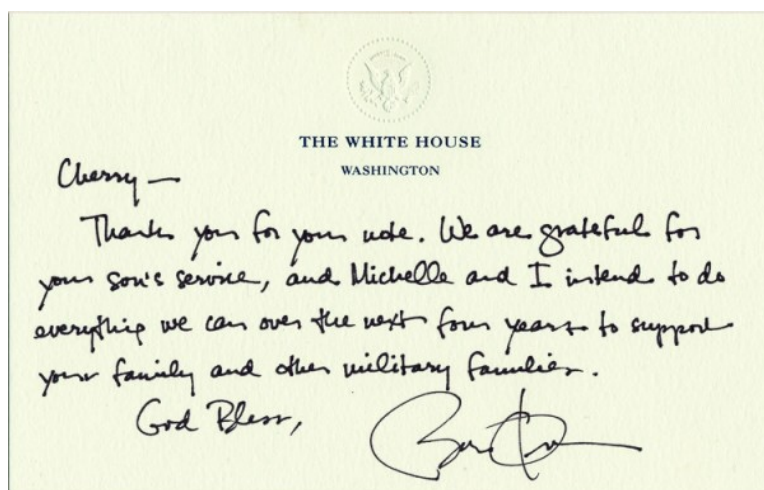 THE WHITE HOUSE
WASHINGTON
Cherry —
Thank you for your note. We are grateful for
your son's service, and Michelle and I intend to do
everything we can over the next four years to support
your family and other military families.
God Bless,